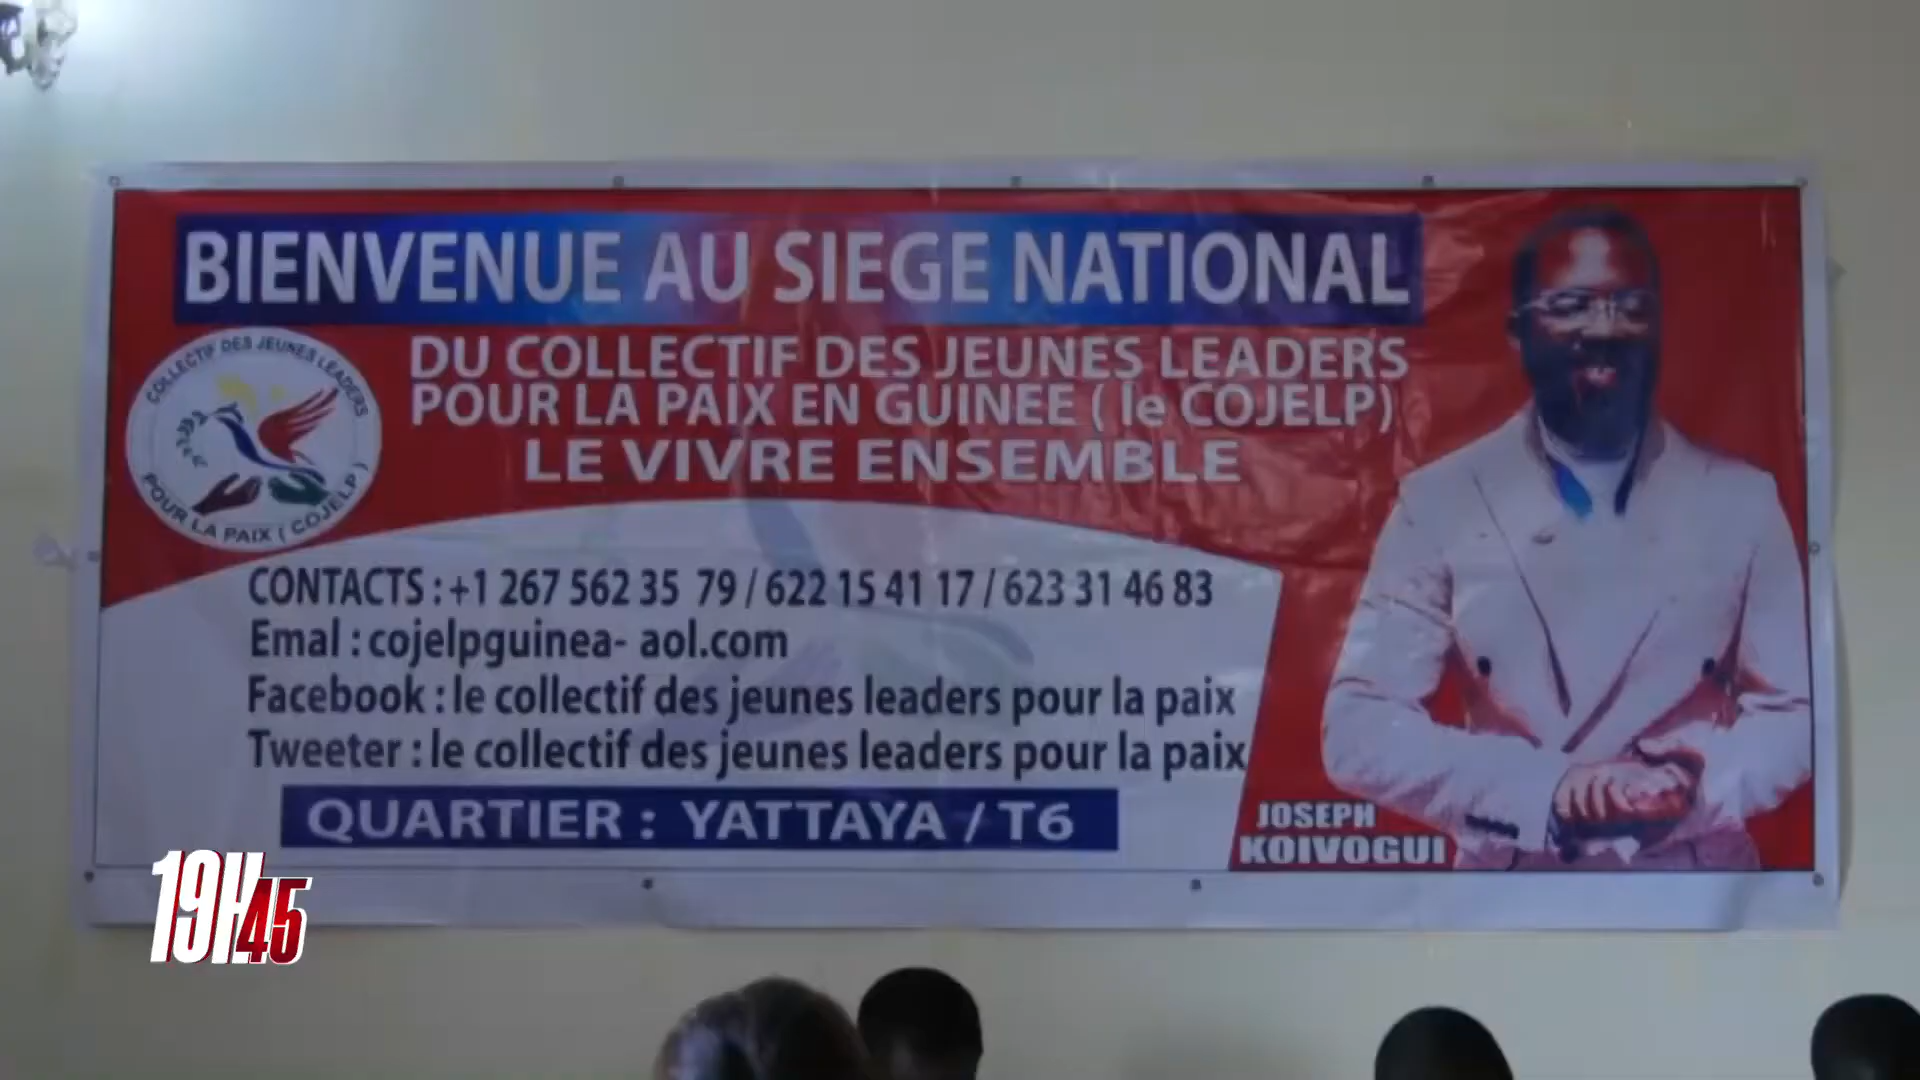 BIENVENUE AU SIEGE NATIONAL
DU COLLECTIF DES JEUNES LEADERS
POUR LA PAIX EN GUINEE ( le COJELP)
LE VIVRE ENSEMBLE
COLLECTIF DES JEUNES LEADERS
POUR LA PAIX ( COJELP )
CONTACTS : +1 267 562 35 79 / 622 15 41 17 / 623 31 46 83
Emal : cojelpguinea- aol.com
Facebook : le collectif des jeunes leaders pour la paix
Tweeter : le collectif des jeunes leaders pour la paix
QUARTIER : YATTAYA / T6
JOSEPH
KOIVOGUI
19H45